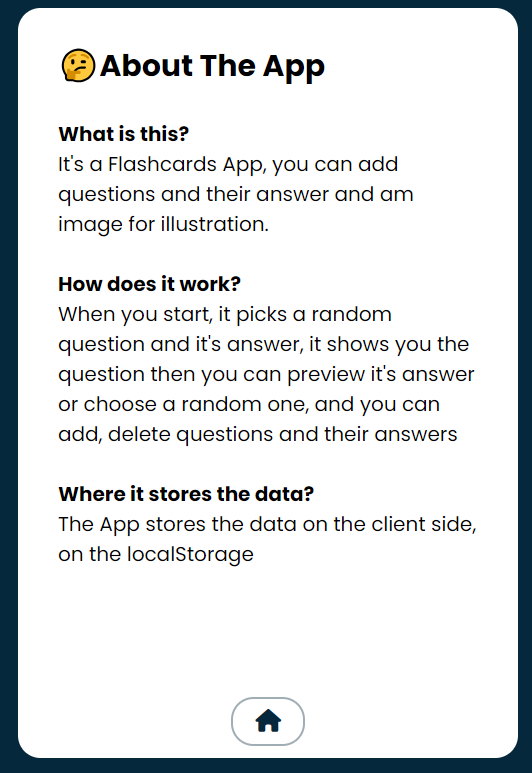 🤔About The App
What is this?
It's a Flashcards App, you can add
questions and their answer and am
image for illustration.
How does it work?
When you start, it picks a random
question and it's answer, it shows you the
question then you can preview it's answer
or choose a random one, and you can
add, delete questions and their answers
Where it stores the data?
The App stores the data on the client side,
on the localStorage